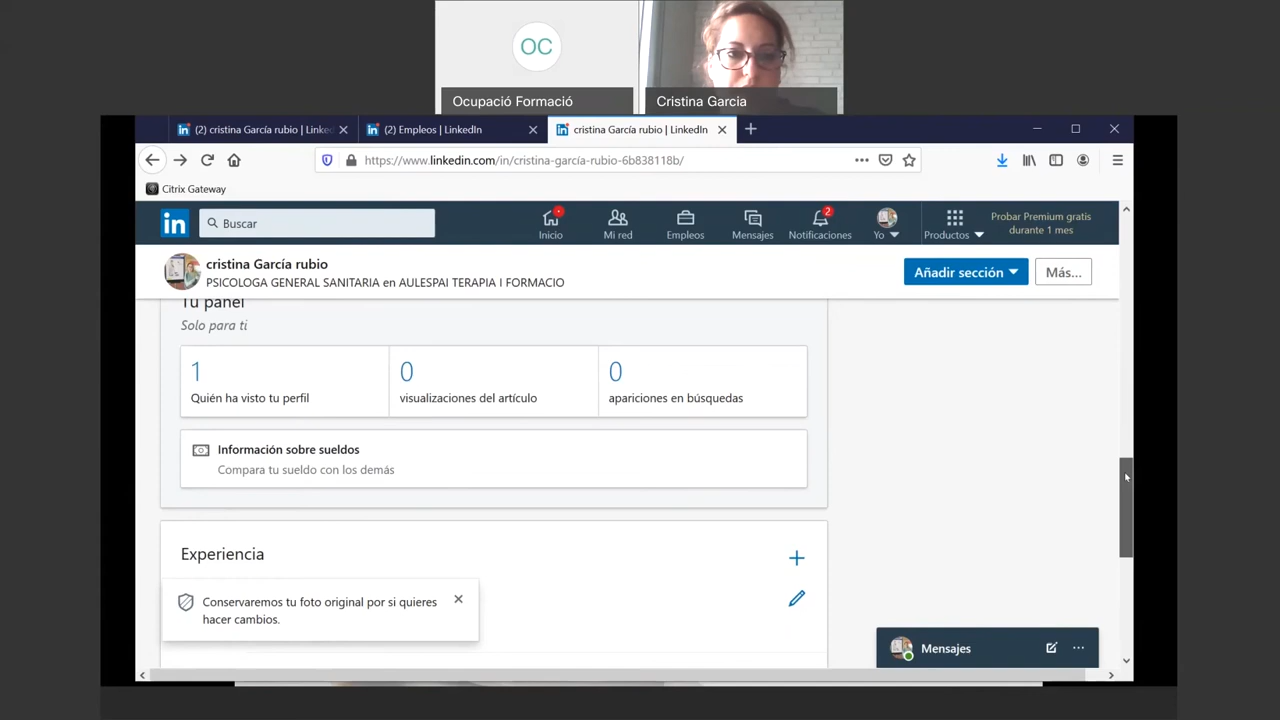 OC
Ocupació Formació
Cristina Garcia
(2) cristina García rubio | Linked
(2) Empleos | LinkedIn
cristina García rubio | LinkedIn
https://www.linkedin.com/in/cristina-garcía-rubio-6b838118b/
Citrix Gateway
in
Buscar
Inicio
Mi red
Empleos
Mensajes
2
Notificaciones
Yo
Productos
Probar Premium gratis
durante 1 mes
cristina García rubio
PSICOLOGA GENERAL SANITARIA en AULESPAI TERAPIA I FORMACIO
Añadir sección
Más...
Tu panel
Solo para ti
1
Quién ha visto tu perfil
0
visualizaciones del artículo
0
apariciones en búsquedas
Información sobre sueldos
Compara tu sueldo con los demás
Experiencia
Conservaremos tu foto original por si quieres
hacer cambios.
Mensajes